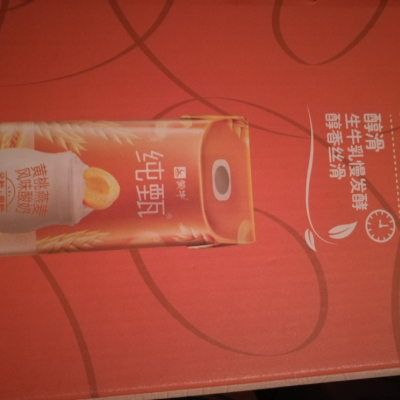 醇滑
生牛乳慢发酵
醇香丝滑
蒙牛
纯甄
黄桃燕麦
风味酸奶